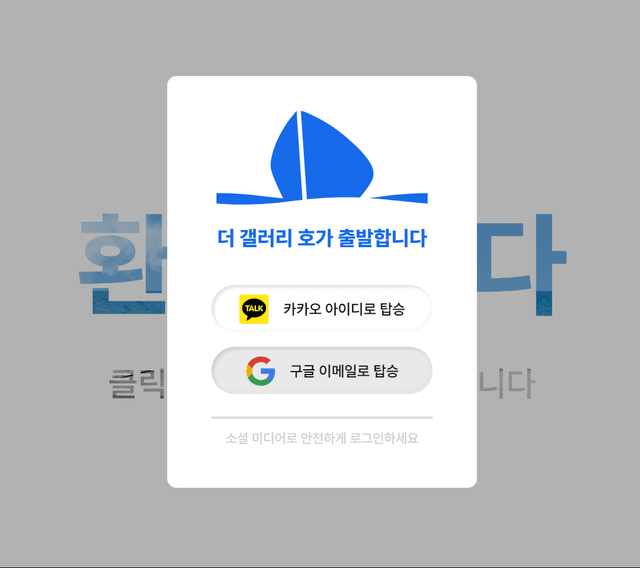 더 갤러리 호가 출발합니다
TALK
카카오 아이디로 탑승
구글 이메일로 탑승
소셜 미디어로 안전하게 로그인하세요
환
다
클릭
니다